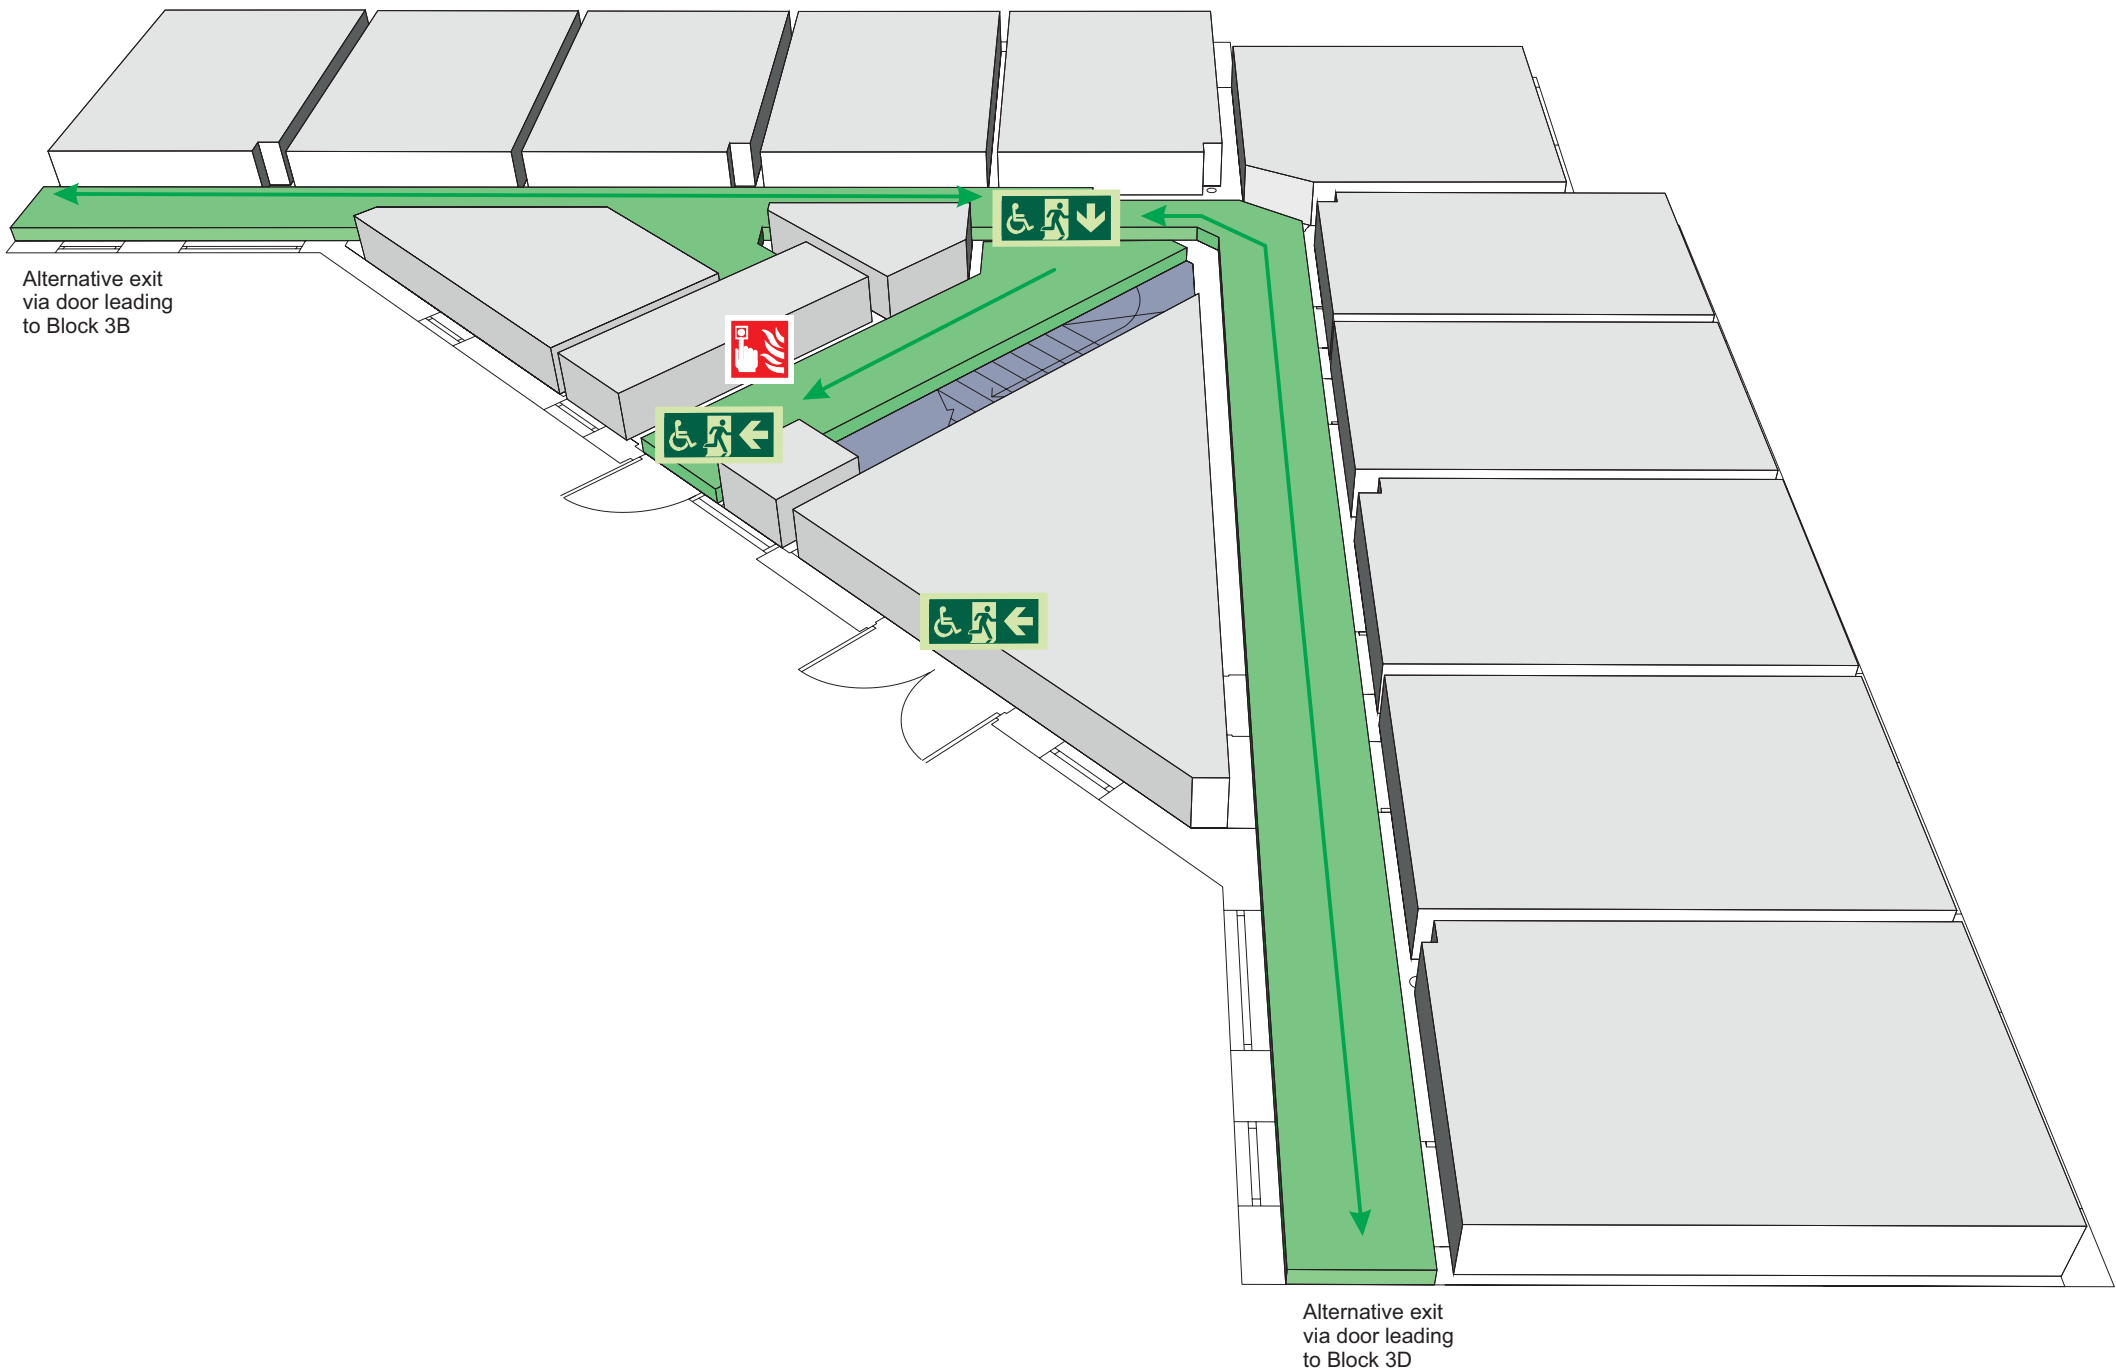 Alternative exit
via door leading
to Block 3B
Alternative exit
via door leading
to Block 3D